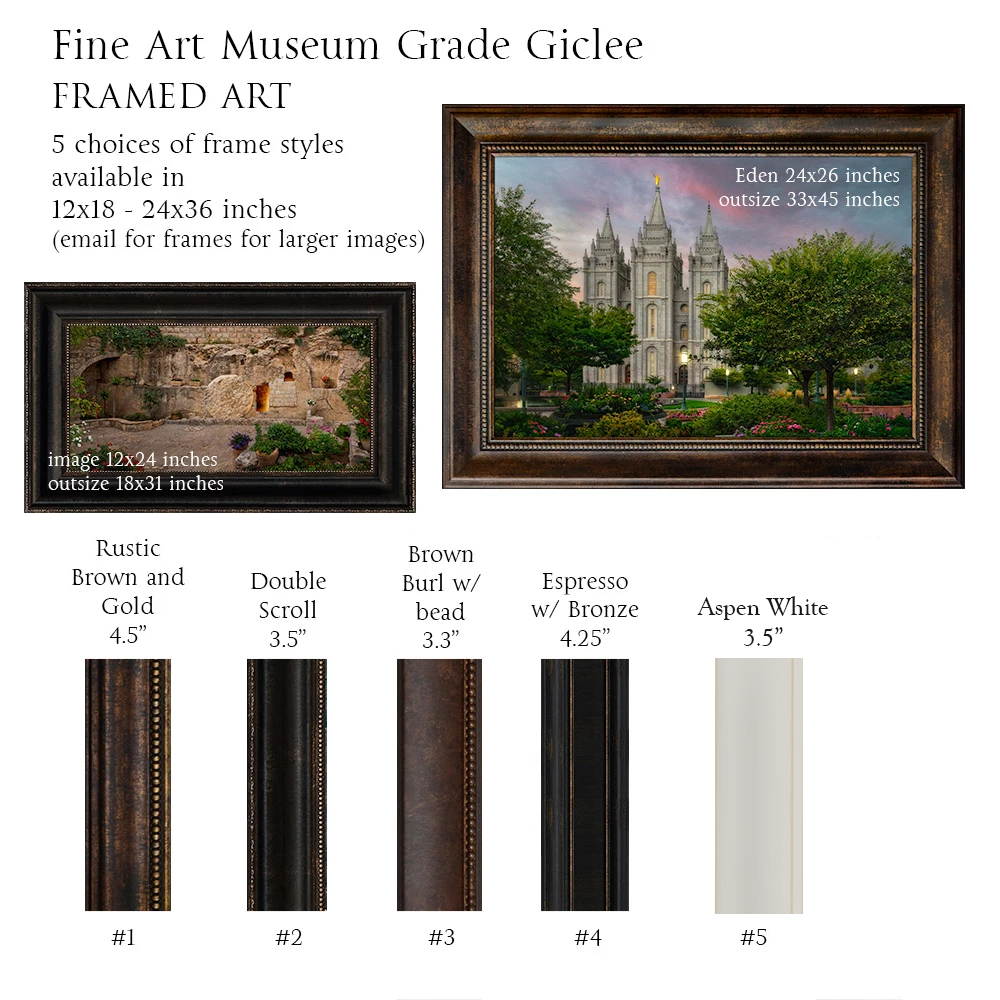 Fine Art Museum Grade Giclee
FRAMED ART
5 choices of frame styles
available in
12x18 - 24x36 inches
(email for frames for larger images)
Eden 24x26 inches
outsize 33x45 inches
image 12x24 inches
outsize 18x31 inches
Rustic
Brown and
Gold
4.5”
Double
Scroll
3.5”
Brown
Burl w/
bead
3.3”
Espresso
w/ Bronze
4.25”
Aspen White
3.5”
#1
#2
#3
#4
#5